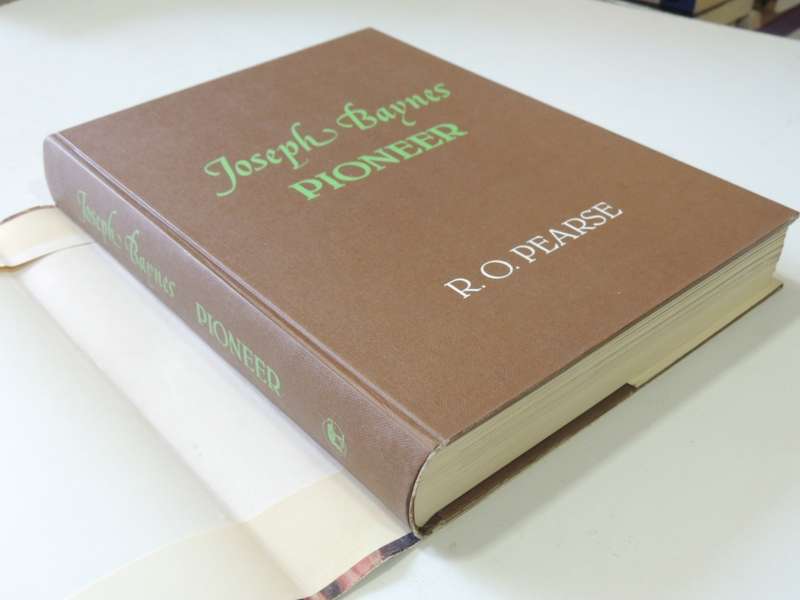 Joseph Baynes
PIONEER
R. O. PEARSE
Joseph Baynes PIONEER